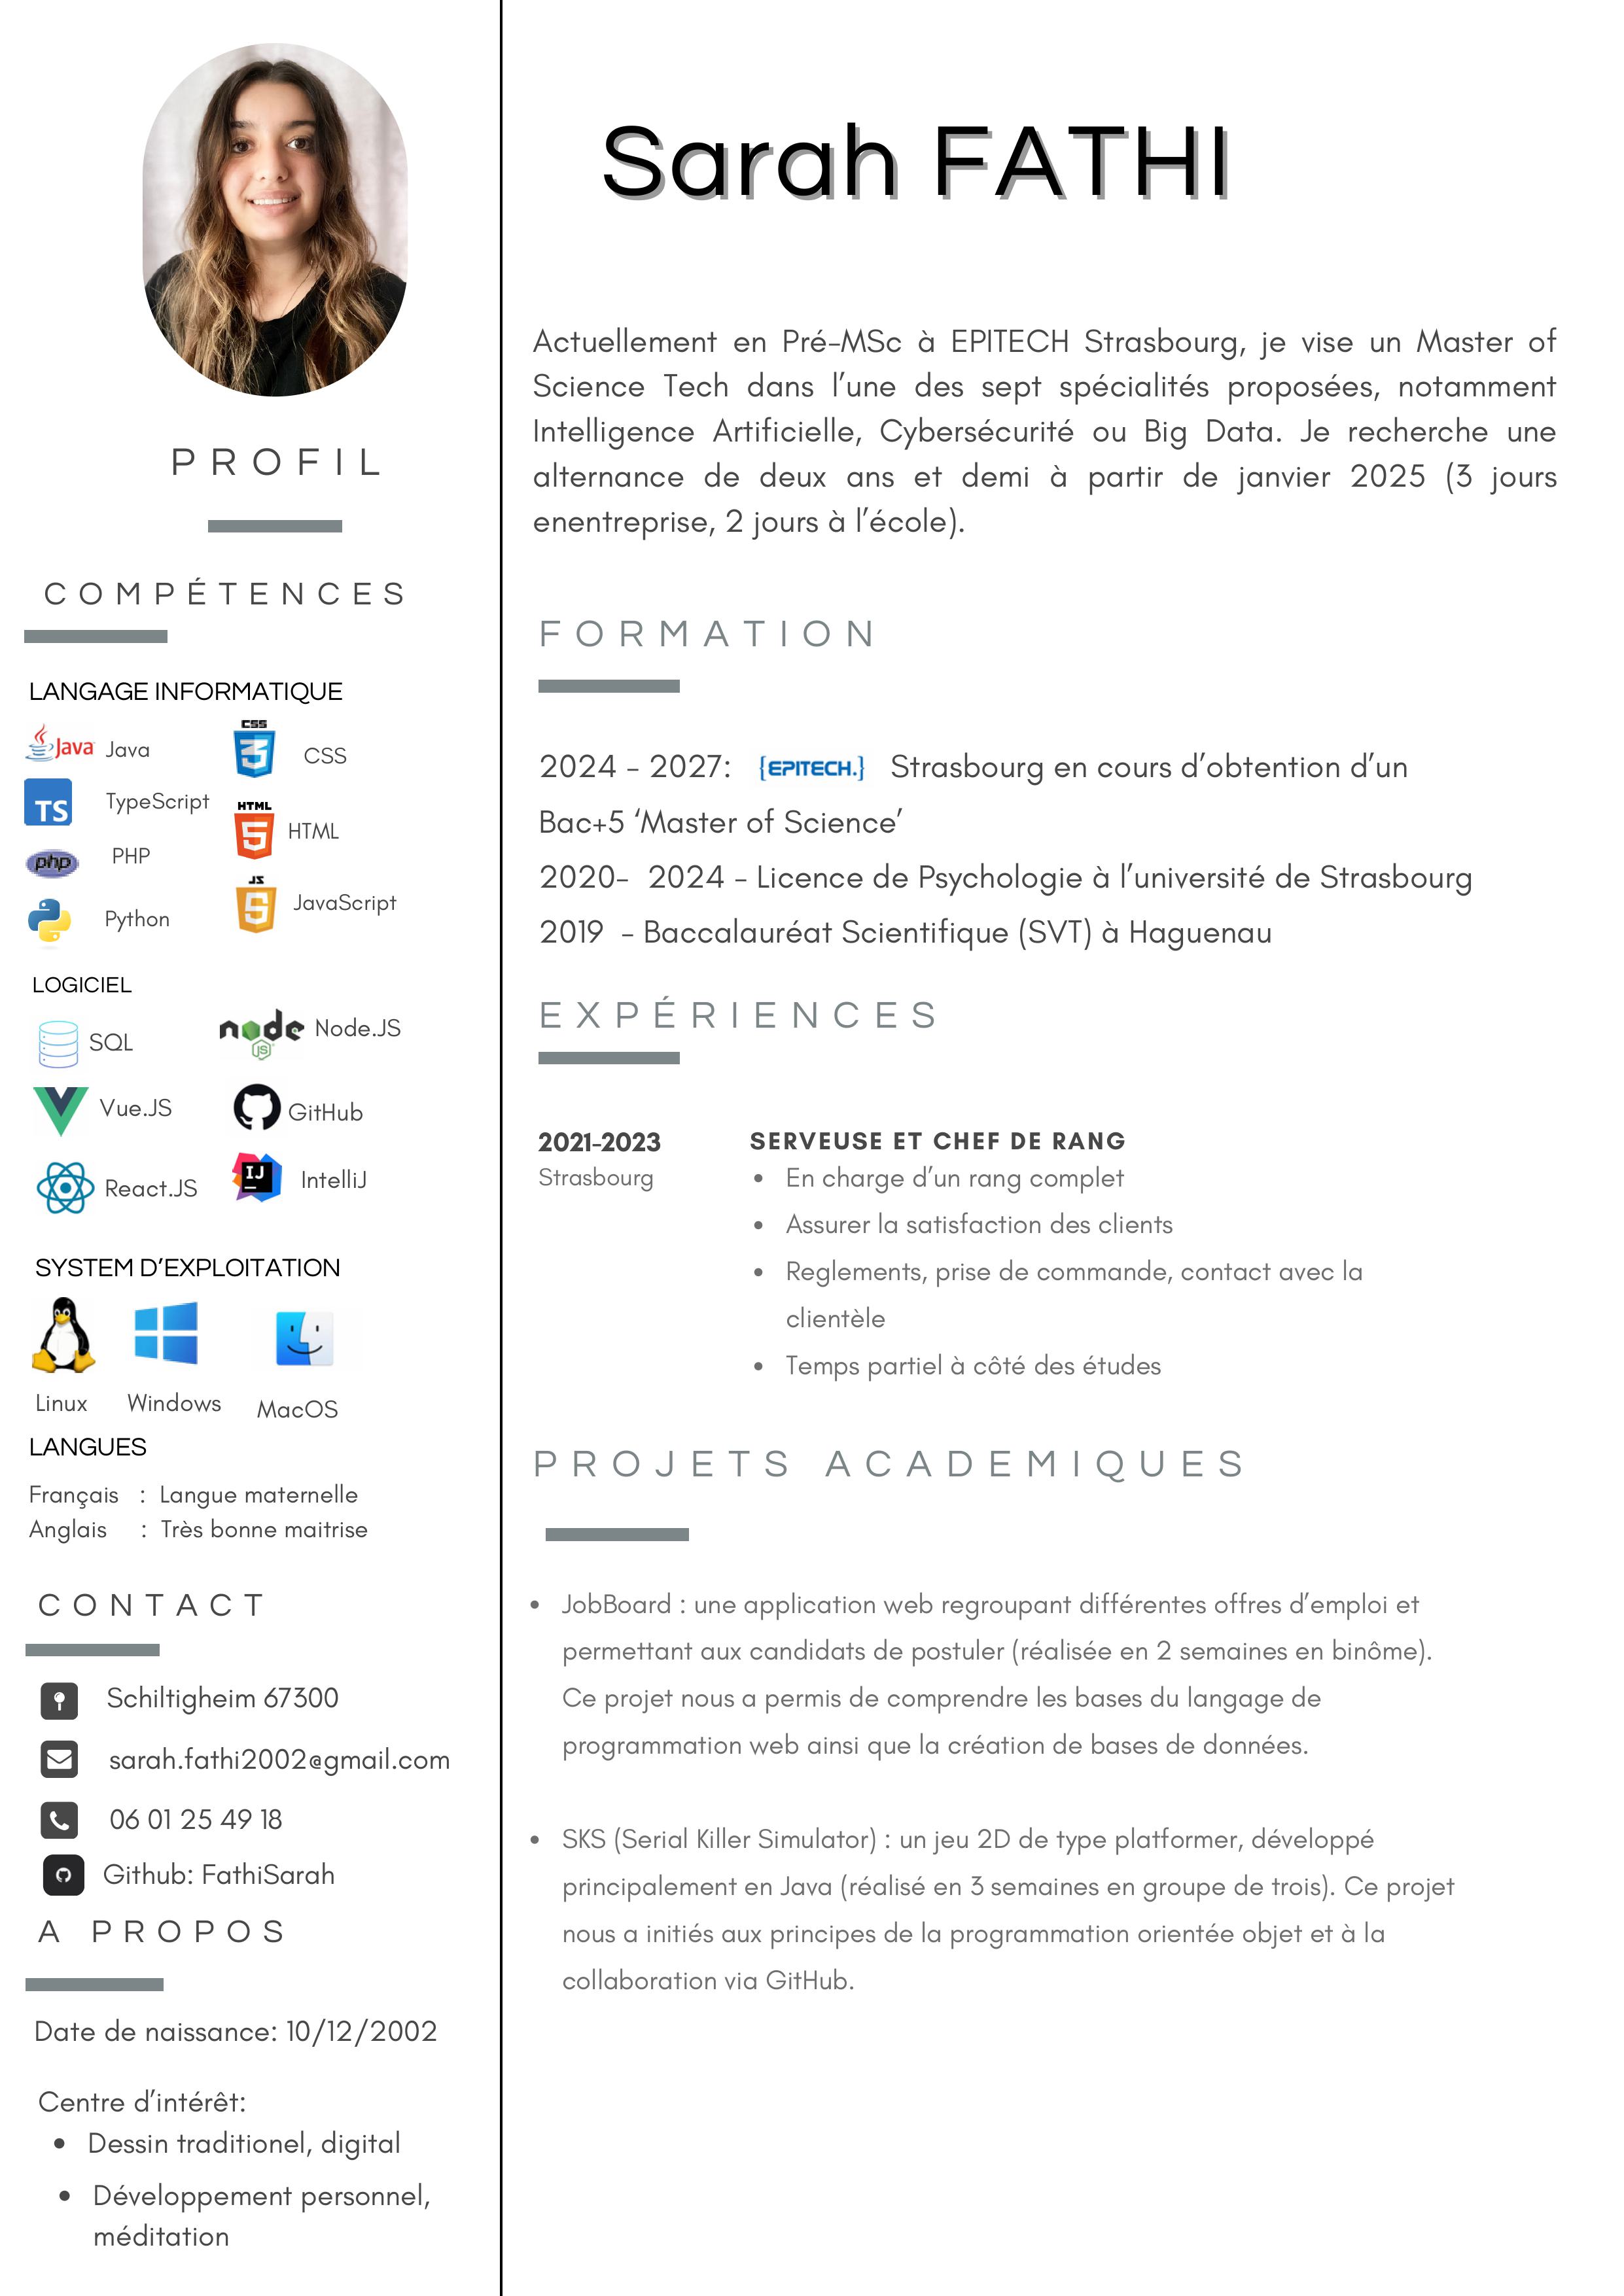 Sarah FATHI
PROFIL
Actuellement en Pré-MSc à EPITECH Strasbourg, je vise un Master of
Science Tech dans l’une des sept spécialités proposées, notamment
Intelligence Artificielle, Cybersécurité ou Big Data. Je recherche une
alternance de deux ans et demi à partir de janvier 2025 (3 jours
enentreprise, 2 jours à l’école).
COMPÉTENCES
LANGAGE INFORMATIQUE
Java Java
CSS CSS
TS TypeScript
HTML HTML
php PHP
JS JavaScript
Python
LOGICIEL
SQL
node JS Node.JS
Vue.JS
GitHub
React.JS
IJ IntelliJ
SYSTEM D’EXPLOITATION
Linux
Windows
MacOS
LANGUES
Français : Langue maternelle
Anglais : Très bonne maitrise
CONTACT
Schiltigheim 67300
sarah.fathi2002@gmail.com
06 01 25 49 18
Github: FathiSarah
A PROPOS
Date de naissance: 10/12/2002
Centre d’intérêt:
• Dessin traditionel, digital
• Développement personnel,
méditation
FORMATION
2024 - 2027: {EPITECH.} Strasbourg en cours d’obtention d’un
Bac+5 ‘Master of Science’
2020- 2024 - Licence de Psychologie à l’université de Strasbourg
2019 - Baccalauréat Scientifique (SVT) à Haguenau
EXPÉRIENCES
2021-2023
Strasbourg
SERVEUSE ET CHEF DE RANG
• En charge d’un rang complet
• Assurer la satisfaction des clients
• Reglements, prise de commande, contact avec la
clientèle
• Temps partiel à côté des études
PROJETS ACADEMIQUES
• JobBoard : une application web regroupant différentes offres d’emploi et
permettant aux candidats de postuler (réalisée en 2 semaines en binôme).
Ce projet nous a permis de comprendre les bases du langage de
programmation web ainsi que la création de bases de données.
• SKS (Serial Killer Simulator) : un jeu 2D de type platformer, développé
principalement en Java (réalisé en 3 semaines en groupe de trois). Ce projet
nous a initiés aux principes de la programmation orientée objet et à la
collaboration via GitHub.